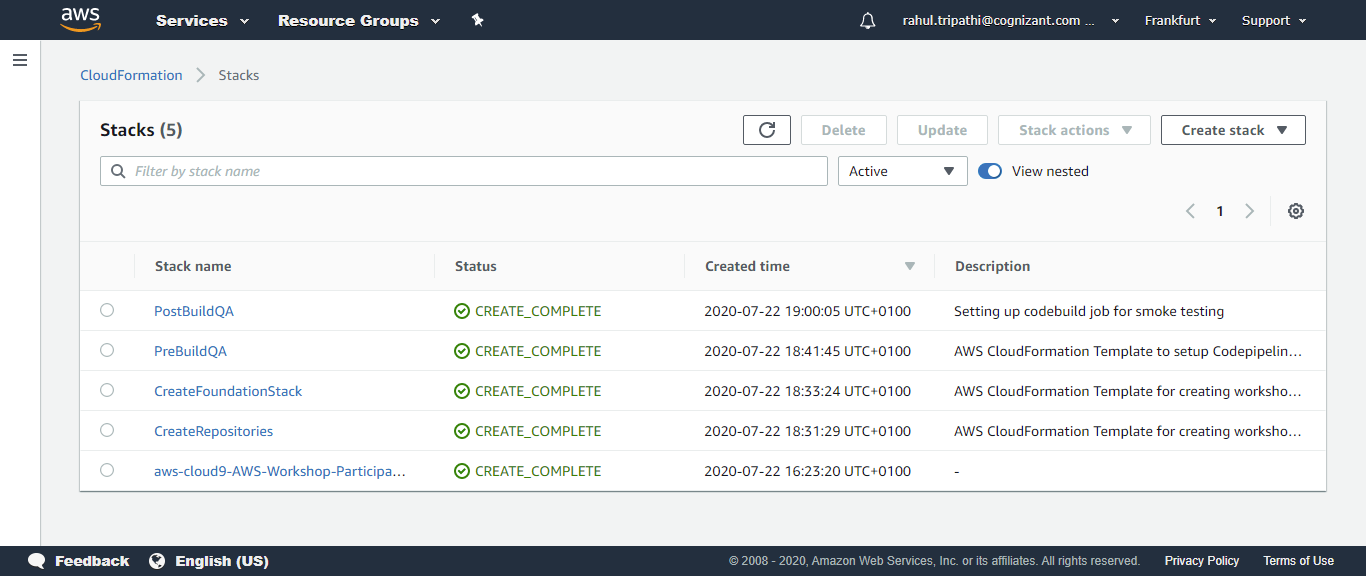 aws Services Resource Groups rahul.tripathi@cognizant.com ... Frankfurt Support
CloudFormation Stacks
Stacks (5) Delete Update Stack actions Create stack
Filter by stack name Active View nested
1
Stack name Status Created time Description
PostBuildQA CREATE_COMPLETE 2020-07-22 19:00:05 UTC+0100 Setting up codebuild job for smoke testing
PreBuildQA CREATE_COMPLETE 2020-07-22 18:41:45 UTC+0100 AWS CloudFormation Template to setup Codepipelin...
CreateFoundationStack CREATE_COMPLETE 2020-07-22 18:33:24 UTC+0100 AWS CloudFormation Template for creating worksho...
CreateRepositories CREATE_COMPLETE 2020-07-22 18:31:29 UTC+0100 AWS CloudFormation Template for creating worksho...
aws-cloud9-AWS-Workshop-Participa... CREATE_COMPLETE 2020-07-22 16:23:20 UTC+0100 -
Feedback English (US) © 2008 - 2020, Amazon Web Services, Inc. or its affiliates. All rights reserved. Privacy Policy Terms of Use